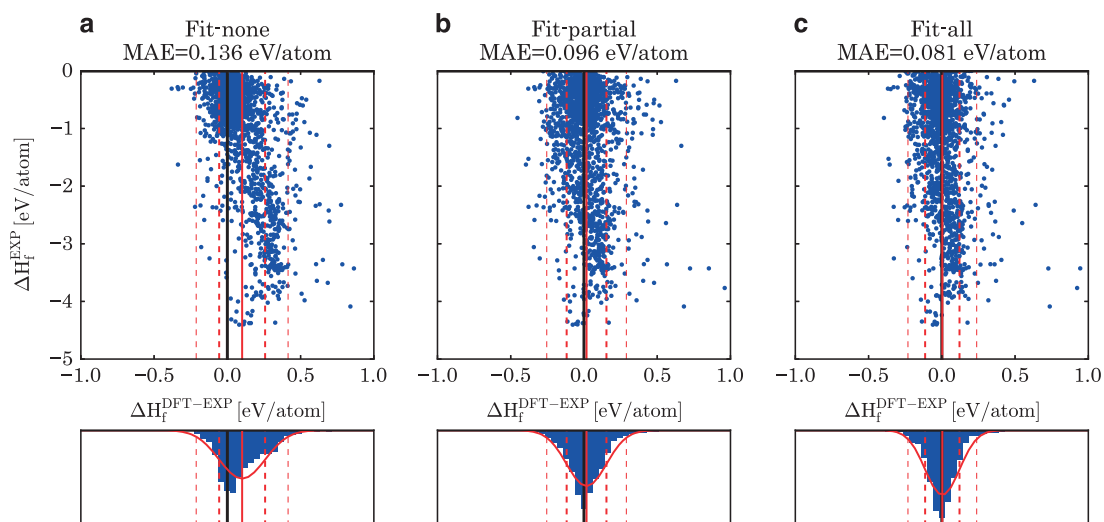 a
Fit-none
MAE=0.136 eV/atom
b
Fit-partial
MAE=0.096 eV/atom
c
Fit-all
MAE=0.081 eV/atom
ΔH_f^EXP [eV/atom]
0
−1
−2
−3
−4
−5
−1.0 −0.5 0.0 0.5 1.0
−1.0 −0.5 0.0 0.5 1.0
−1.0 −0.5 0.0 0.5 1.0
ΔH_f^DFT−EXP [eV/atom]
ΔH_f^DFT−EXP [eV/atom]
ΔH_f^DFT−EXP [eV/atom]